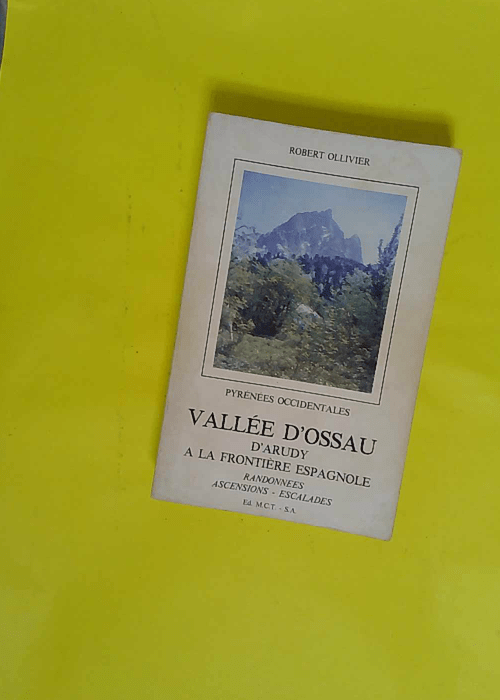 ROBERT OLLIVIER
PYRÉNÉES OCCIDENTALES
VALLÉE D'OSSAU
D'ARUDY
A LA FRONTIÈRE ESPAGNOLE
RANDONNEES
ASCENSIONS - ESCALADES
Ed. M.C.T. - S.A.